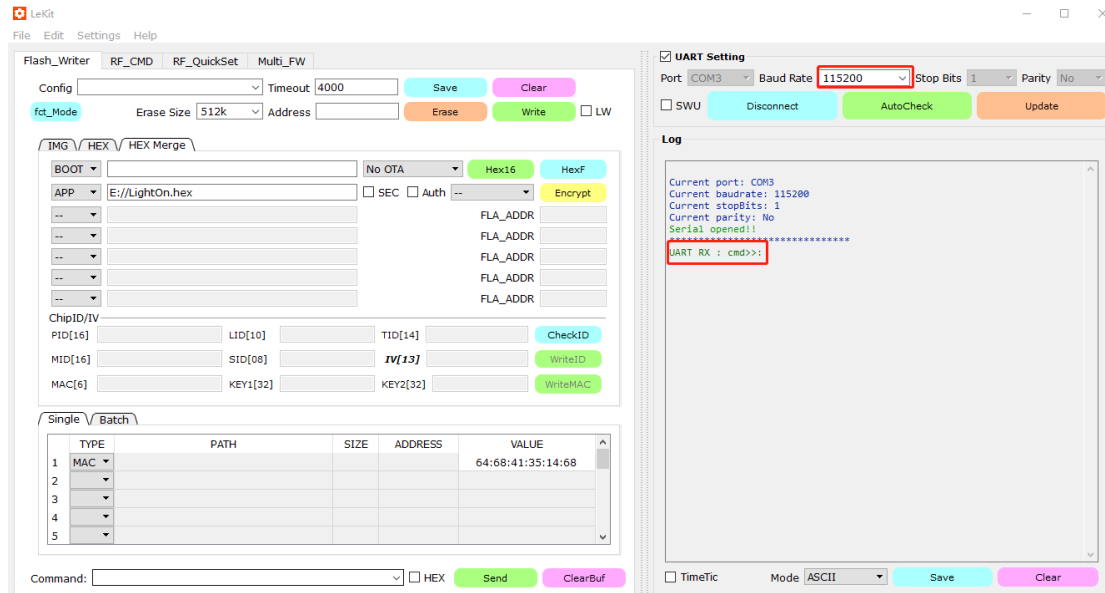 LeKit
File Edit Settings Help
Flash_Writer RF_CMD RF_QuickSet Multi_FW
Config Timeout 4000 Save Clear
fct_Mode Erase Size 512k Address Erase Write LW
IMG HEX HEX Merge
BOOT No OTA Hex16 HexF
APP E://LightOn.hex SEC Auth -- Encrypt
-- FLA_ADDR
-- FLA_ADDR
-- FLA_ADDR
-- FLA_ADDR
-- FLA_ADDR
ChipID/IV
PID[16] LID[10] TID[14] CheckID
MID[16] SID[08] IV[13] WriteID
MAC[6] KEY1[32] KEY2[32] WriteMAC
Single Batch
TYPE PATH SIZE ADDRESS VALUE
1 MAC 64:68:41:35:14:68
2
3
4
5
Command: HEX Send ClearBuf
UART Setting
Port COM3 Baud Rate 115200 Stop Bits 1 Parity No
SWU Disconnect AutoCheck Update
Log
Current port: COM3
Current baudrate: 115200
Current stopBits: 1
Current parity: No
Serial opened!!
*******************************
UART RX : cmd>>:
TimeTic Mode ASCII Save Clear